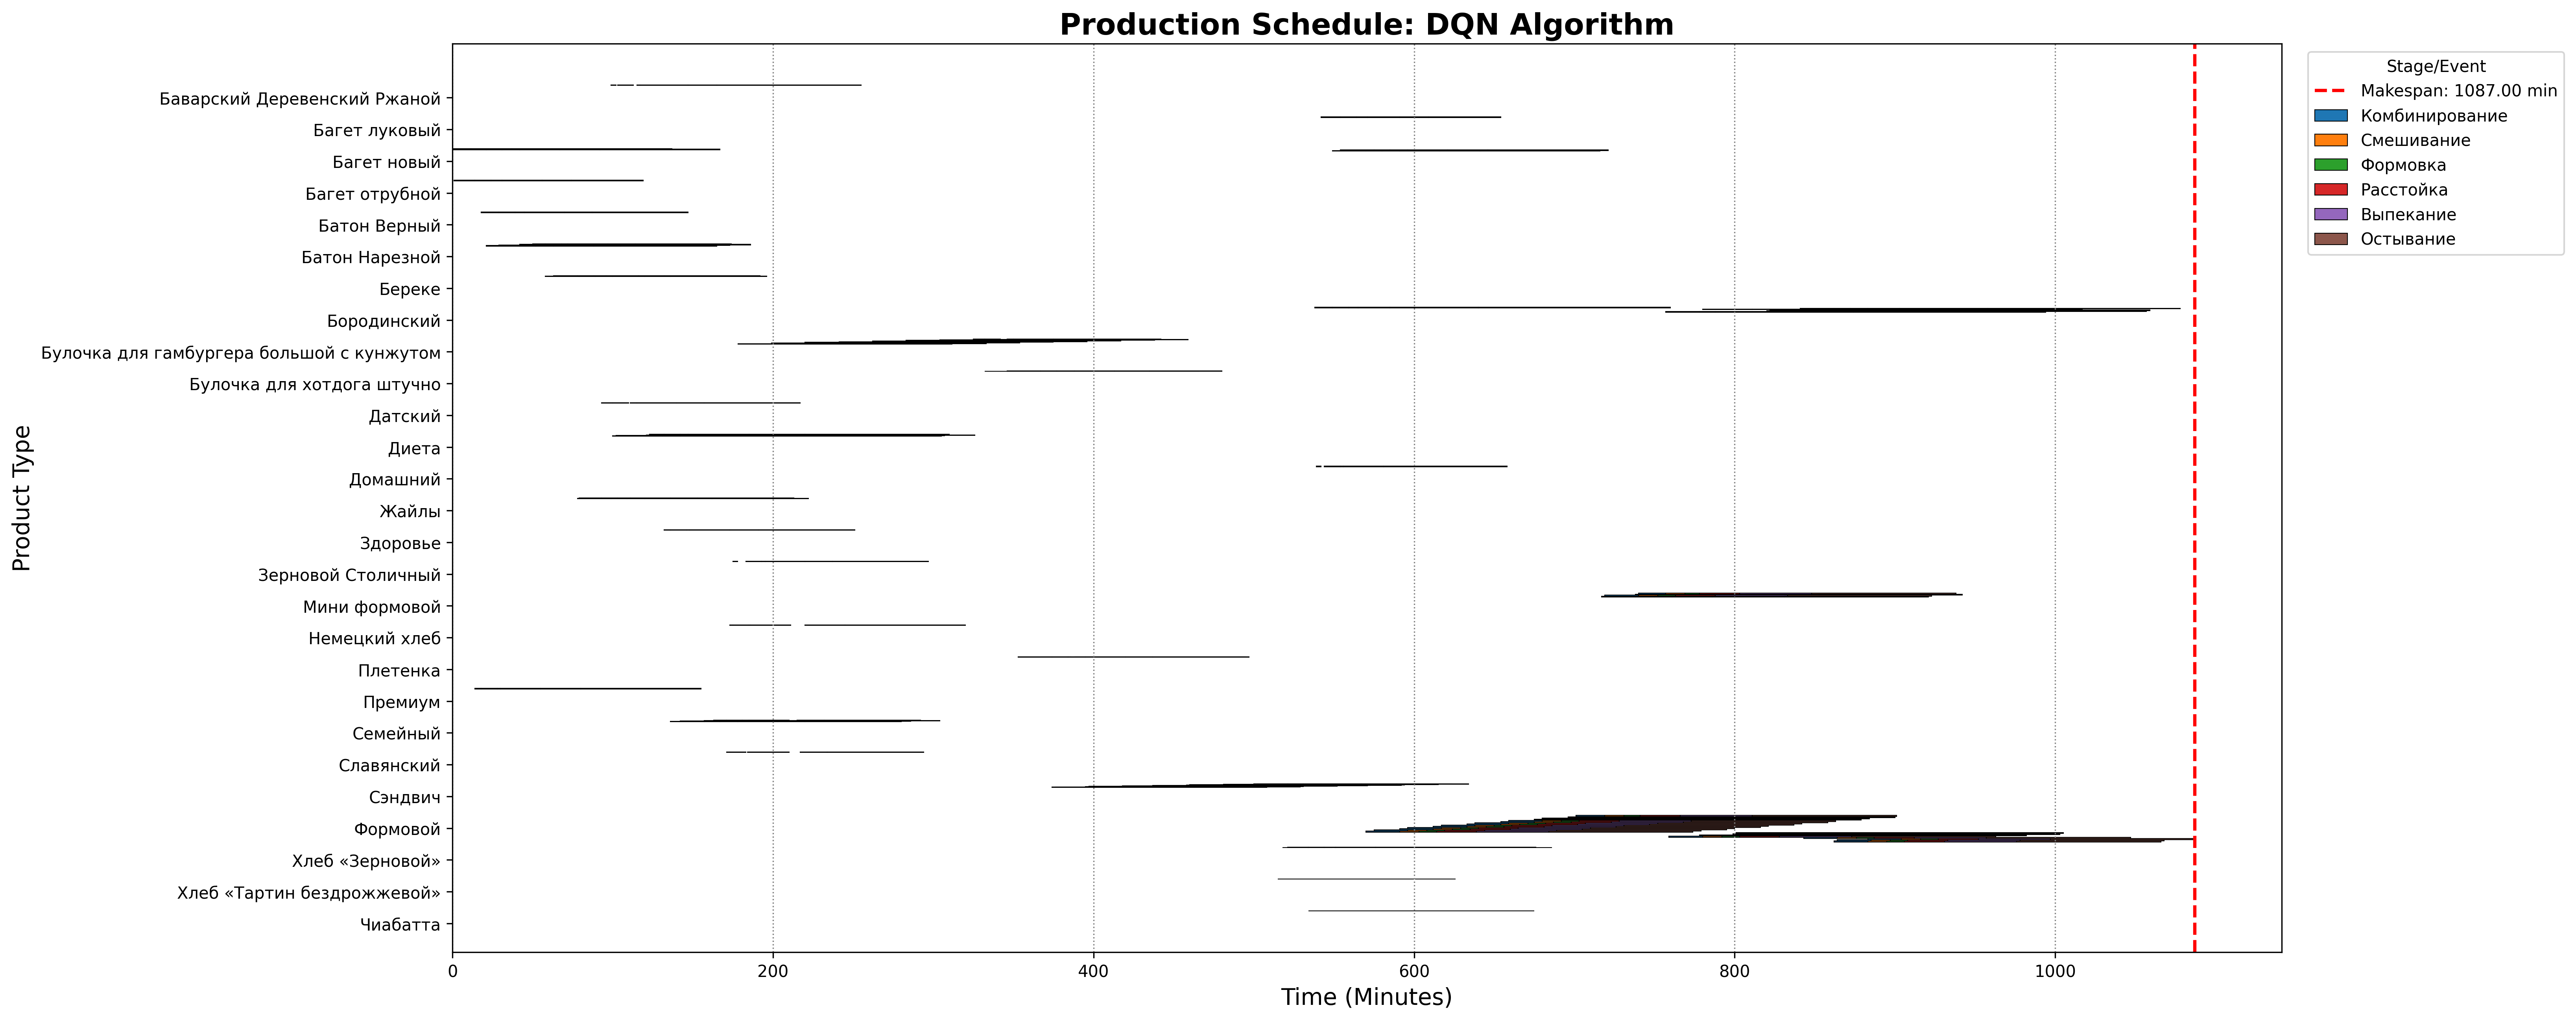 Production Schedule: DQN Algorithm
Product Type
Баварский Деревенский Ржаной
Багет луковый
Багет новый
Багет отрубной
Батон Верный
Батон Нарезной
Береке
Бородинский
Булочка для гамбургера большой с кунжутом
Булочка для хотдога штучно
Датский
Диета
Домашний
Жайлы
Здоровье
Зерновой Столичный
Мини формовой
Немецкий хлеб
Плетенка
Премиум
Семейный
Славянский
Сэндвич
Формовой
Хлеб «Зерновой»
Хлеб «Тартин бездрожжевой»
Чиабатта
0 200 400 600 800 1000
Time (Minutes)
Stage/Event
Makespan: 1087.00 min
Комбинирование
Смешивание
Формовка
Расстойка
Выпекание
Остывание